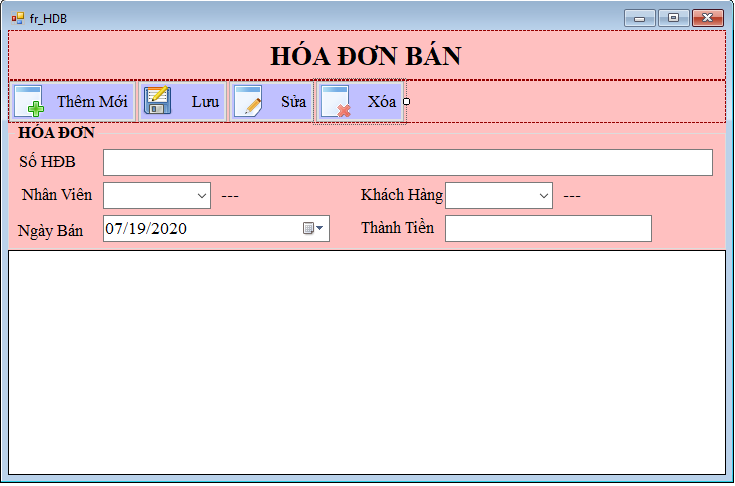 fr_HDB
HÓA ĐƠN BÁN
Thêm Mới Lưu Sửa Xóa
HÓA ĐƠN
Số HĐB
Nhân Viên --- Khách Hàng ---
Ngày Bán 07/19/2020 Thành Tiền